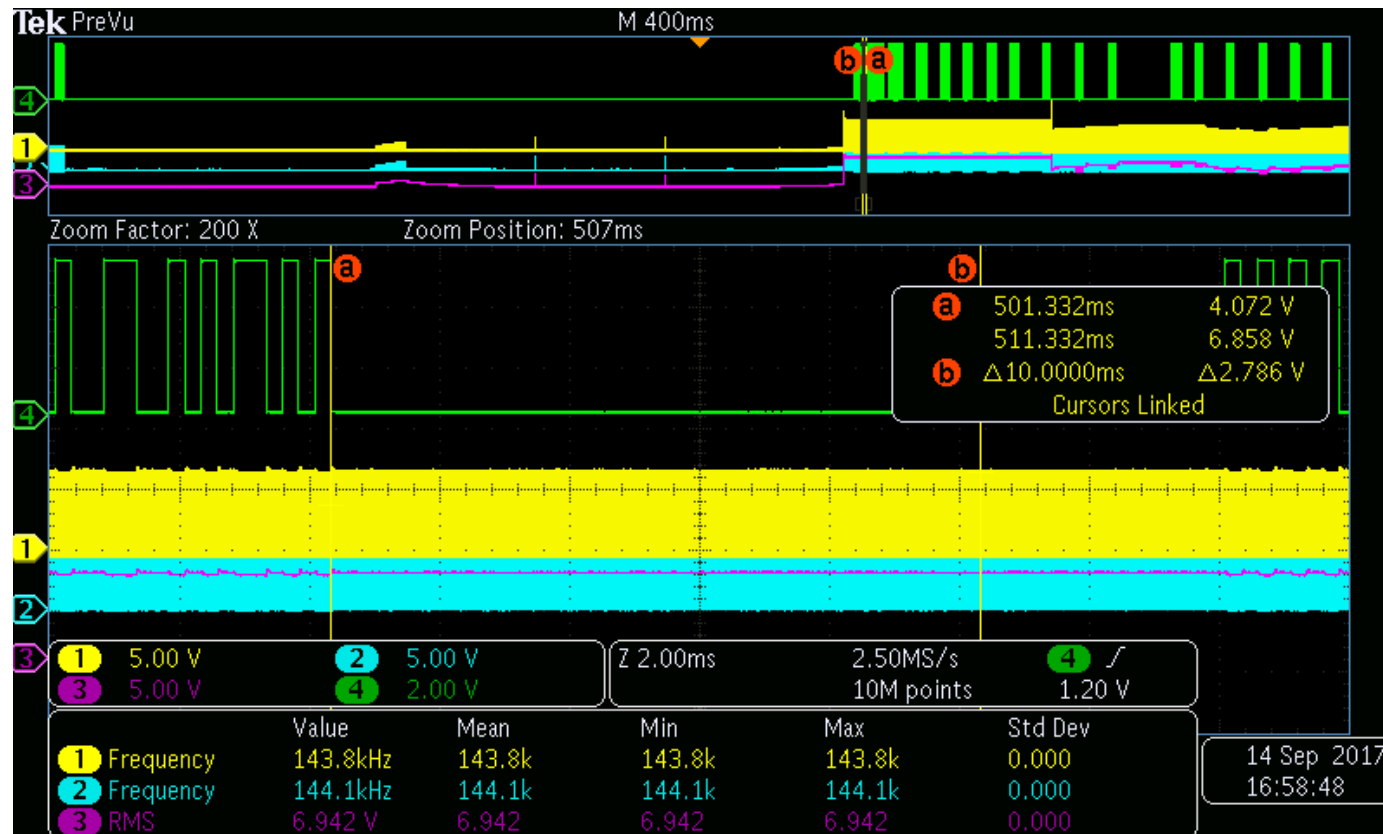 Tek PreVu M 400ms
b a
4
1
3
Zoom Factor: 200 X Zoom Position: 507ms
a b
a 501.332ms 4.072 V
511.332ms 6.858 V
b △10.0000ms △2.786 V
Cursors Linked
4
1
2
3
1 5.00 V 2 5.00 V Z 2.00ms 2.50MS/s 4
3 5.00 V 4 2.00 V 10M points 1.20 V
Value Mean Min Max Std Dev
1 Frequency 143.8kHz 143.8k 143.8k 143.8k 0.000
2 Frequency 144.1kHz 144.1k 144.1k 144.1k 0.000
3 RMS 6.942 V 6.942 6.942 6.942 0.000
14 Sep 2017
16:58:48